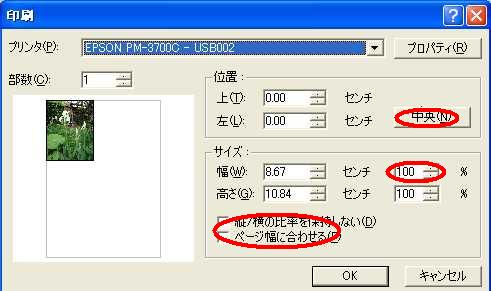 印刷
プリンタ(P): EPSON PM-3700C - USB002 プロパティ(R)
部数(C): 1
位置:
上(T): 0.00 センチ
左(L): 0.00 センチ 中央(N)
サイズ:
幅(W): 8.67 センチ 100 %
高さ(G): 10.84 センチ 100 %
縦/横の比率を保持しない(D)
ページ幅に合わせる(F)
OK キャンセル